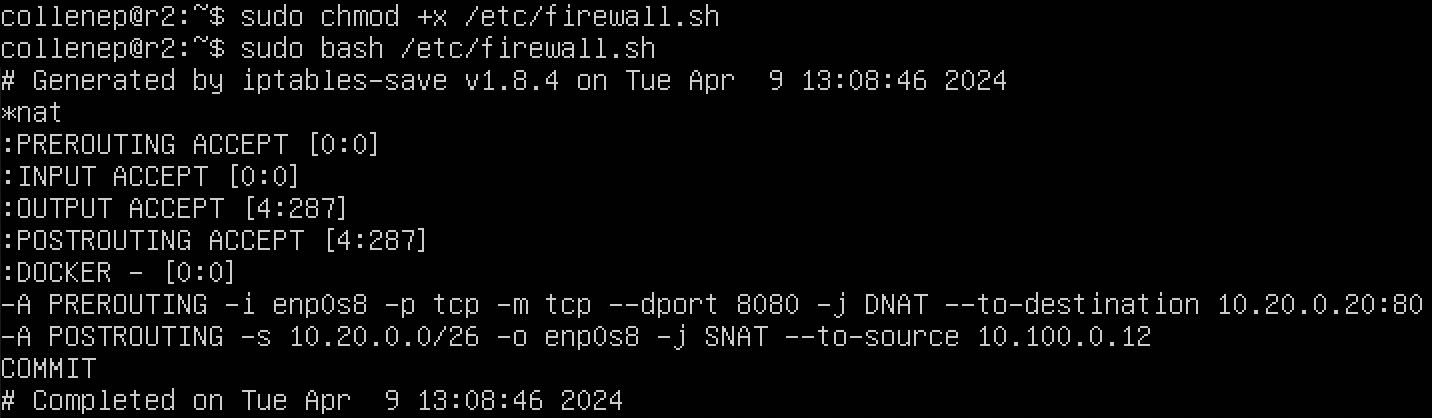 collenep@r2:~$ sudo chmod +x /etc/firewall.sh
collenep@r2:~$ sudo bash /etc/firewall.sh
# Generated by iptables-save v1.8.4 on Tue Apr  9 13:08:46 2024
*nat
:PREROUTING ACCEPT [0:0]
:INPUT ACCEPT [0:0]
:OUTPUT ACCEPT [4:287]
:POSTROUTING ACCEPT [4:287]
:DOCKER - [0:0]
-A PREROUTING -i enp0s8 -p tcp -m tcp --dport 8080 -j DNAT --to-destination 10.20.0.20:80
-A POSTROUTING -s 10.20.0.0/26 -o enp0s8 -j SNAT --to-source 10.100.0.12
COMMIT
# Completed on Tue Apr  9 13:08:46 2024